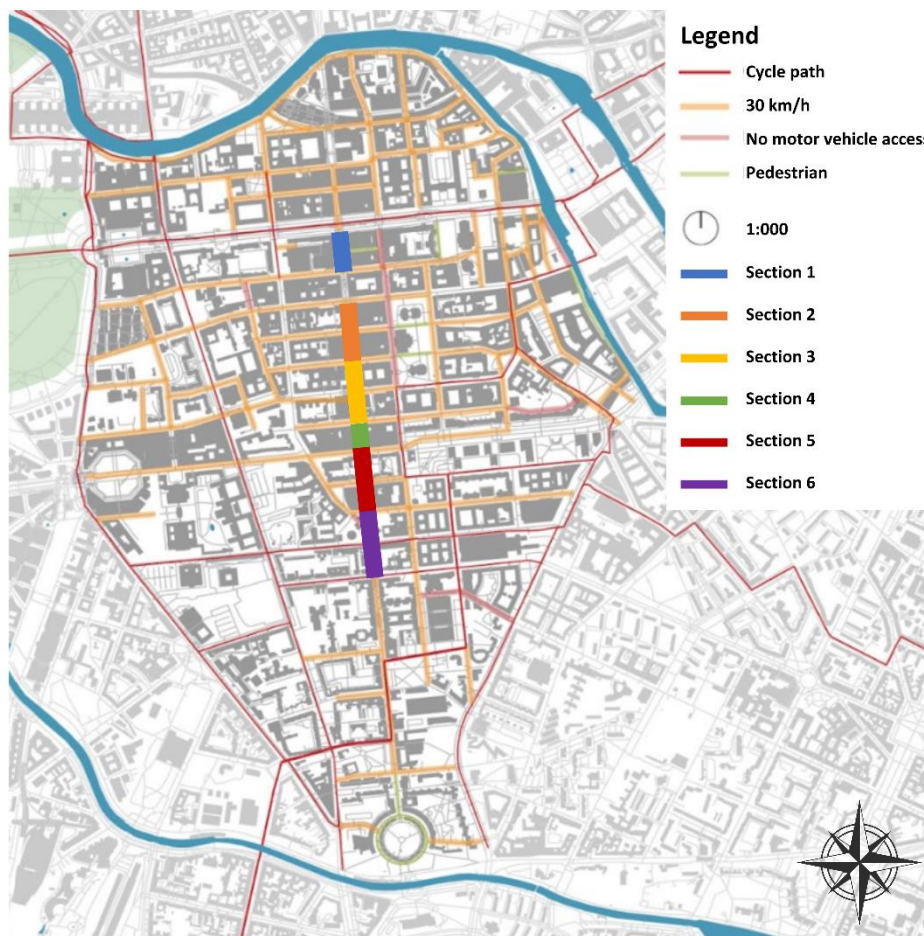 Legend
Cycle path
30 km/h
No motor vehicle access
Pedestrian
1:000
Section 1
Section 2
Section 3
Section 4
Section 5
Section 6